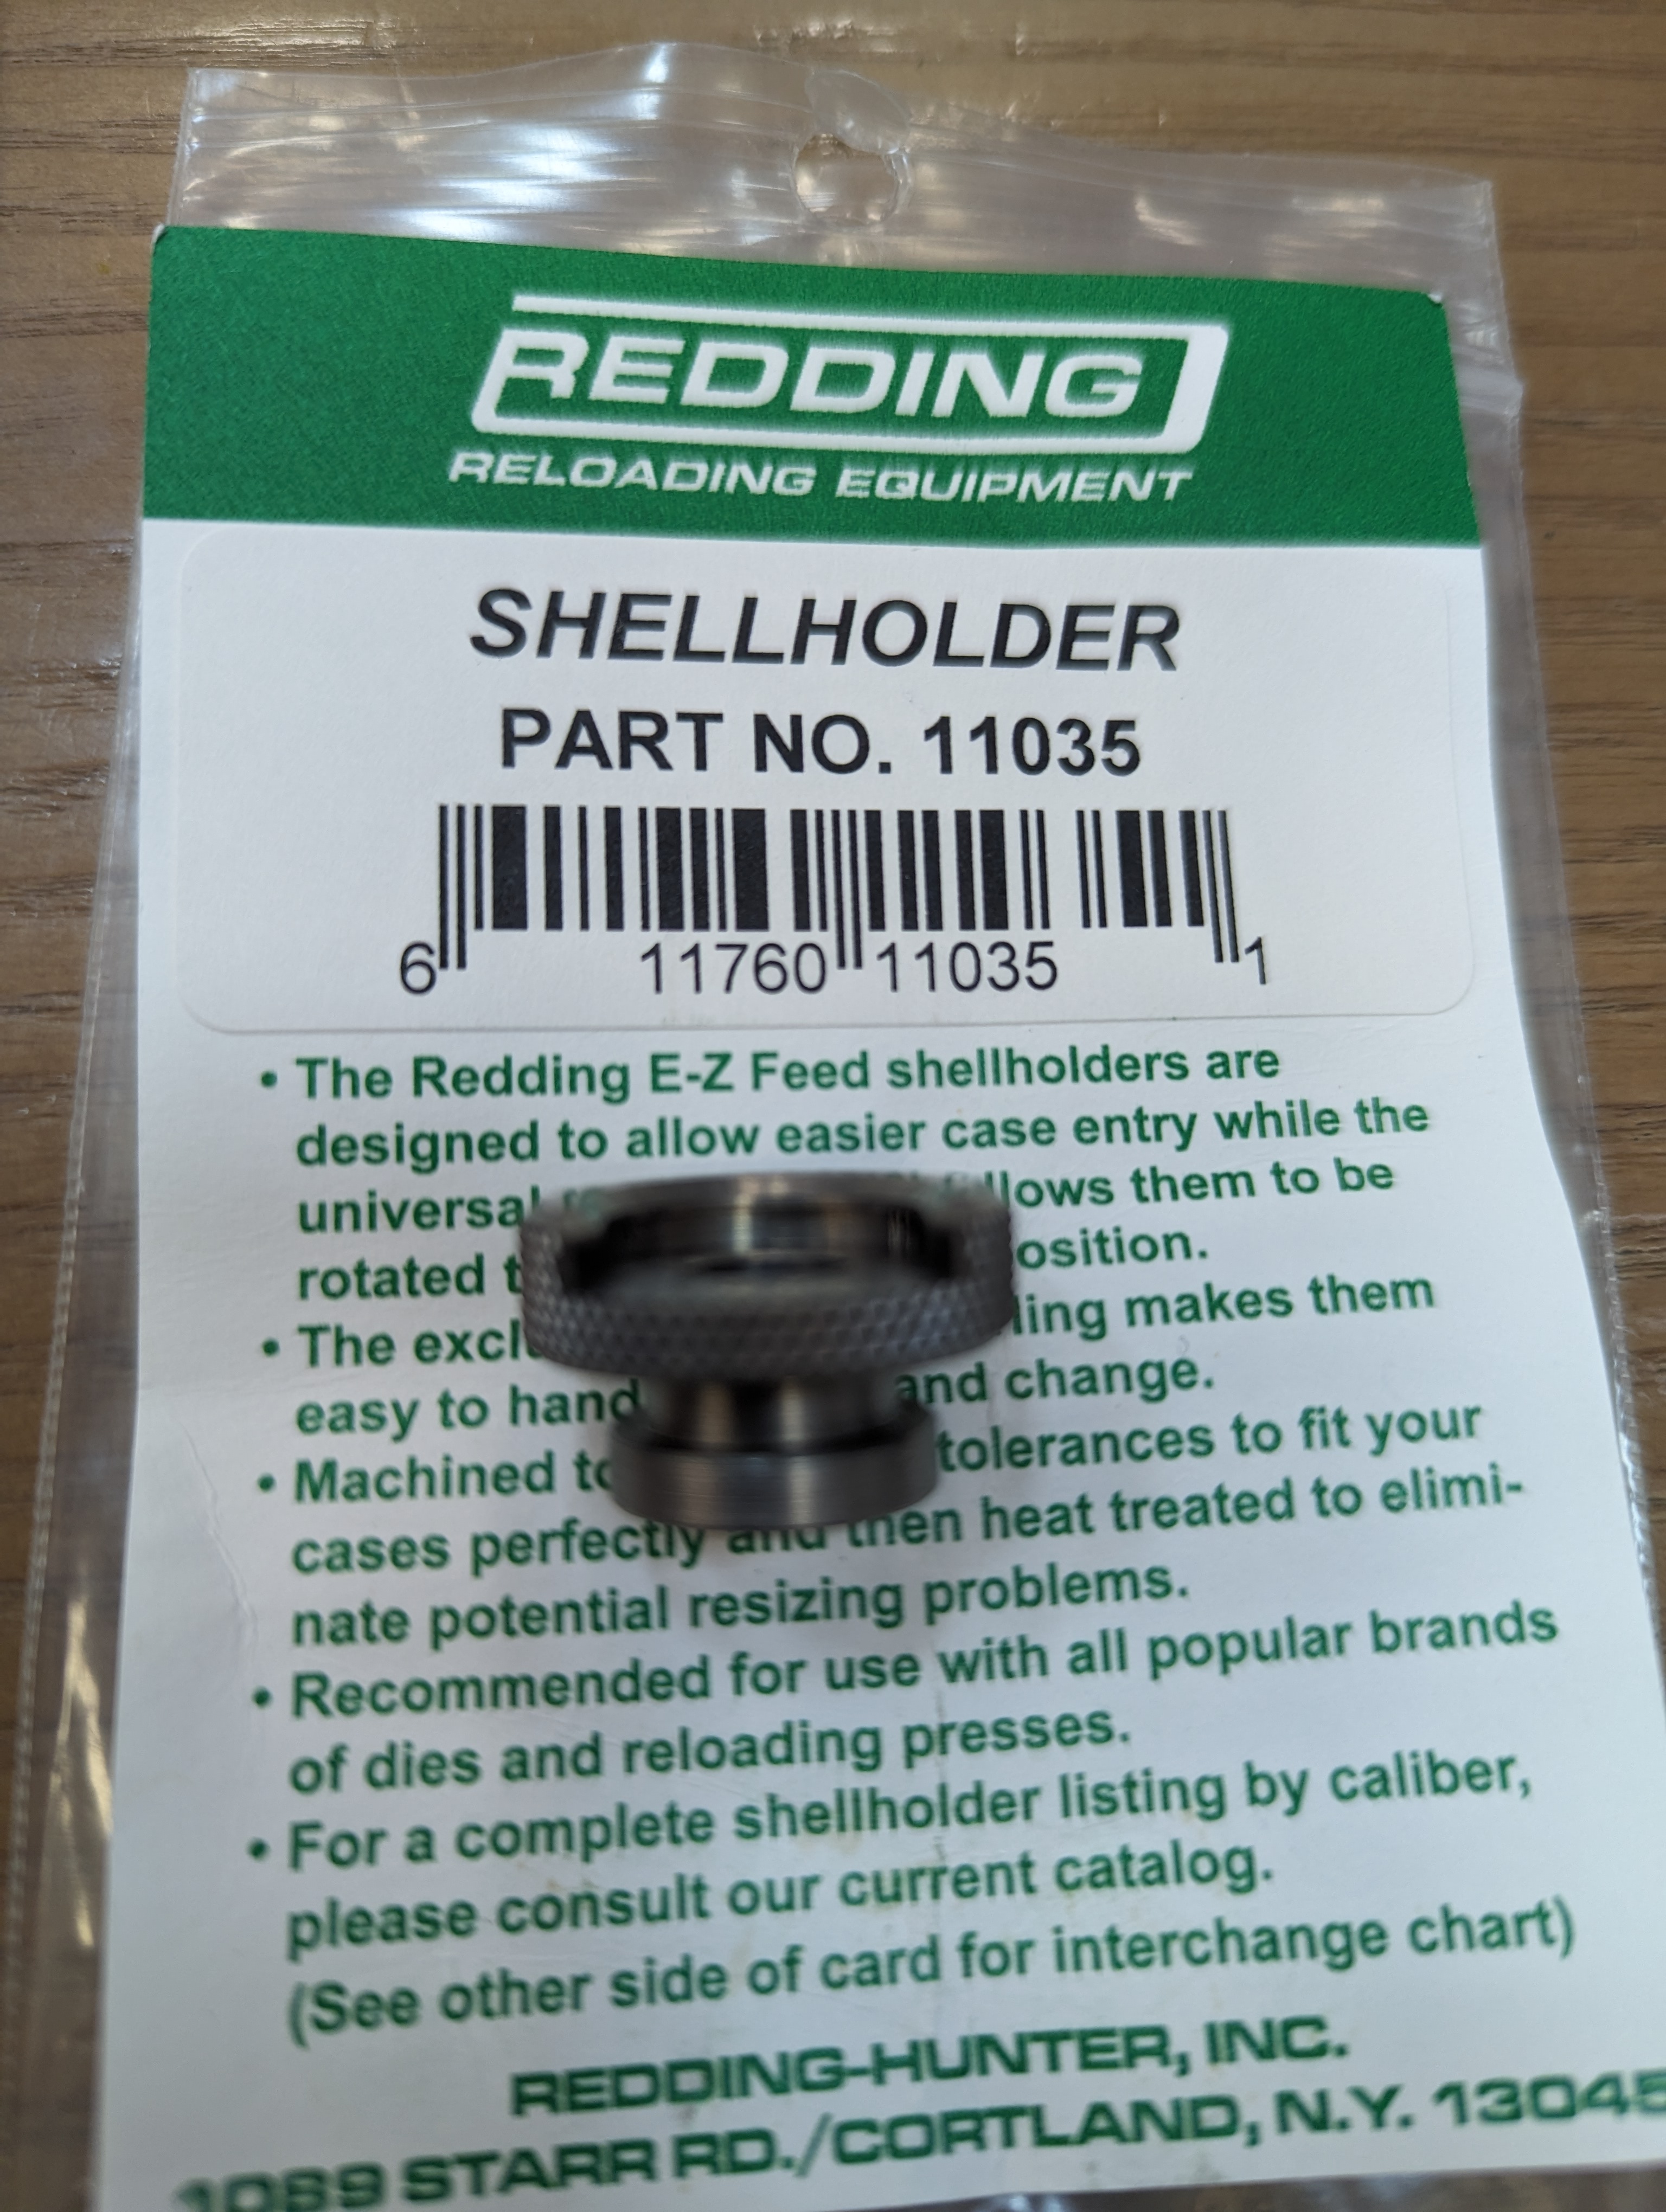 REDDING
RELOADING EQUIPMENT
SHELLHOLDER
PART NO. 11035
6 11760 11035 1
• The Redding E-Z Feed shellholders are
designed to allow easier case entry while the
universal lows them to be
rotated t osition.
• The excl ling makes them
easy to hand and change.
• Machined to tolerances to fit your
cases perfectly and then heat treated to elimi-
nate potential resizing problems.
• Recommended for use with all popular brands
of dies and reloading presses.
• For a complete shellholder listing by caliber,
please consult our current catalog.
(See other side of card for interchange chart)
REDDING-HUNTER, INC.
1089 STARR RD./CORTLAND, N.Y. 13045